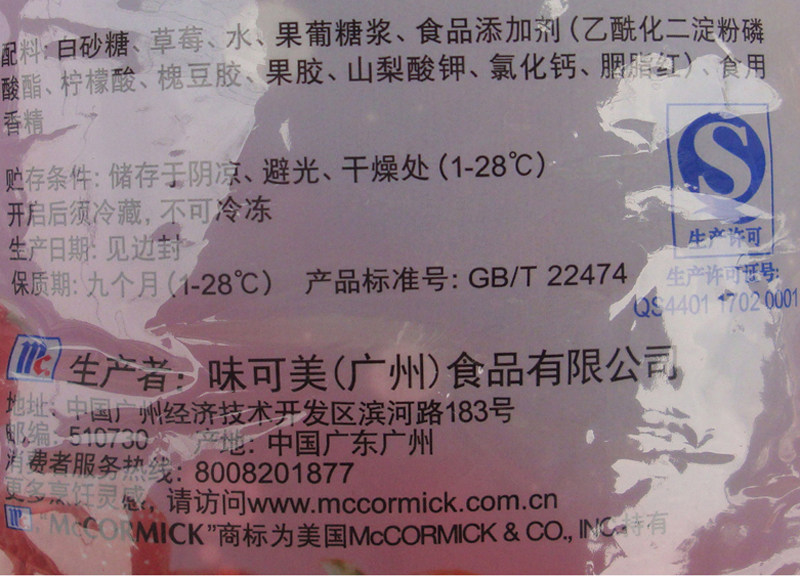 配料: 白砂糖、草莓、水、果葡糖浆、食品添加剂 (乙酰化二淀粉磷
酸酯、柠檬酸、槐豆胶、果胶、山梨酸钾、氯化钙、胭脂红)、食用
香精
贮存条件: 储存于阴凉、避光、干燥处 (1-28℃)
开启后须冷藏, 不可冷冻
生产日期: 见边封
保质期: 九个月 (1-28℃) 产品标准号: GB/T 22474
生产许可
生产许可证号:
QS4401 1702 0001
Mc 生产者: 味可美 (广州) 食品有限公司
地址: 中国广州经济技术开发区滨河路183号
邮编: 510730 产地: 中国广东广州
消费者服务热线: 8008201877
更多烹饪灵感, 请访问www.mccormick.com.cn
Mc McCORMICK”商标为美国McCORMICK & CO., INC.特有